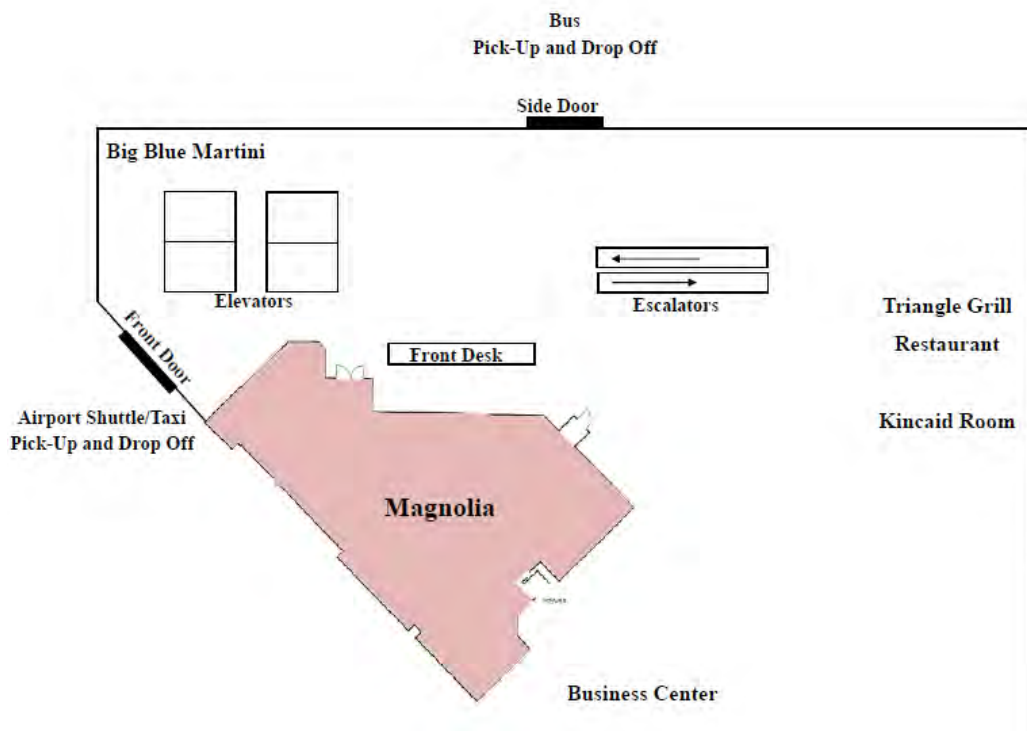 Bus
Pick-Up and Drop Off
Side Door
Big Blue Martini
Elevators
Escalators
Triangle Grill
Restaurant
Front Door
Front Desk
Airport Shuttle/Taxi
Pick-Up and Drop Off
Kincaid Room
Magnolia
Business Center